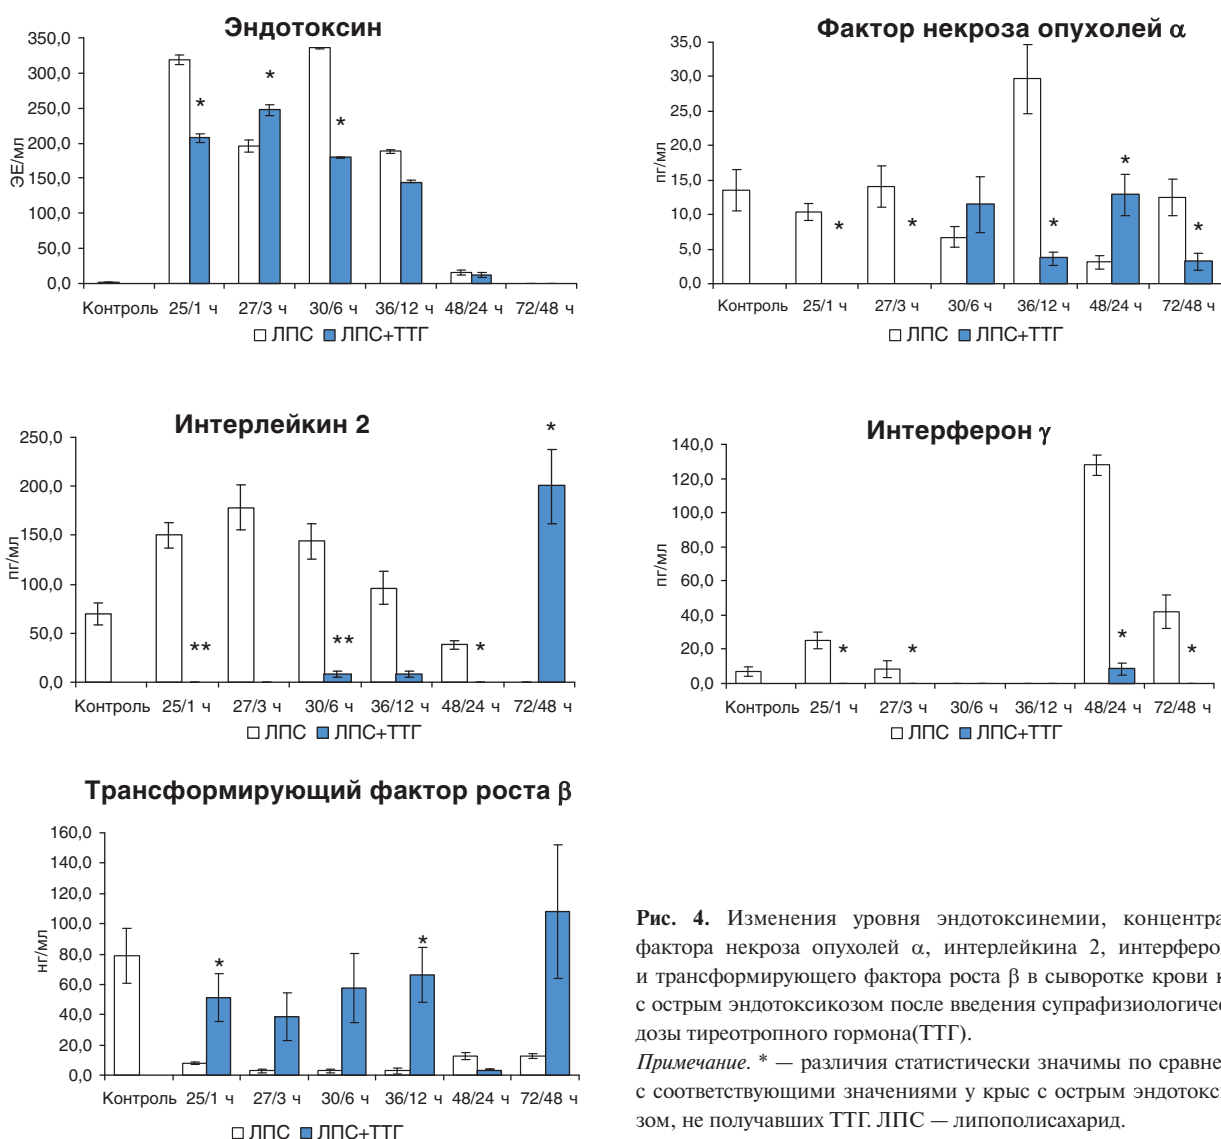 Эндотоксин
350,0
300,0
250,0
200,0
150,0
100,0
50,0
0,0
ЭЕ/мл
* * *
Контроль 25/1 ч 27/3 ч 30/6 ч 36/12 ч 48/24 ч 72/48 ч
ЛПС ЛПС+ТТГ
Фактор некроза опухолей α
35,0
30,0
25,0
20,0
15,0
10,0
5,0
0,0
пг/мл
* * * * *
Контроль 25/1 ч 27/3 ч 30/6 ч 36/12 ч 48/24 ч 72/48 ч
ЛПС ЛПС+ТТГ
Интерлейкин 2
250,0
200,0
150,0
100,0
50,0
0,0
пг/мл
** ** * *
Контроль 25/1 ч 27/3 ч 30/6 ч 36/12 ч 48/24 ч 72/48 ч
ЛПС ЛПС+ТТГ
Интерферон γ
140,0
120,0
100,0
80,0
60,0
40,0
20,0
0,0
пг/мл
* * * *
Контроль 25/1 ч 27/3 ч 30/6 ч 36/12 ч 48/24 ч 72/48 ч
ЛПС ЛПС+ТТГ
Трансформирующий фактор роста β
160,0
140,0
120,0
100,0
80,0
60,0
40,0
20,0
0,0
нг/мл
* *
Контроль 25/1 ч 27/3 ч 30/6 ч 36/12 ч 48/24 ч 72/48 ч
ЛПС ЛПС+ТТГ
Рис. 4. Изменения уровня эндотоксинемии, концентра
фактора некроза опухолей α, интерлейкина 2, интерферо
и трансформирующего фактора роста β в сыворотке крови к
с острым эндотоксикозом после введения супрафизиологичес
дозы тиреотропного гормона(ТТГ).
Примечание. * — различия статистически значимы по сравне
с соответствующими значениями у крыс с острым эндотокси
зом, не получавших ТТГ. ЛПС — липополисахарид.